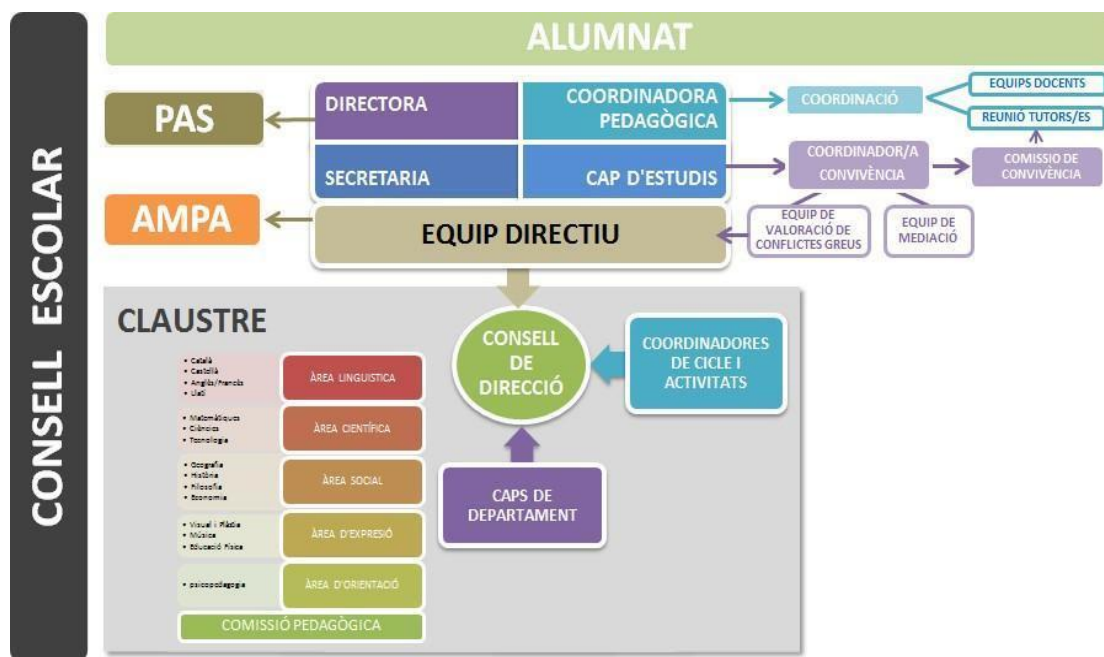 CONSELL ESCOLAR
ALUMNAT
PAS
AMPA
DIRECTORA
COORDINADORA
PEDAGÒGICA
SECRETARIA
CAP D'ESTUDIS
EQUIP DIRECTIU
COORDINACIÓ
EQUIPS DOCENTS
REUNIÓ TUTORS/ES
COORDINADOR/A
CONVIVÈNCIA
COMISSIO DE
CONVIVÈNCIA
EQUIP DE
VALORACIÓ DE
CONFLICTES GREUS
EQUIP DE
MEDIACIÓ
CLAUSTRE
• Català
• Castellà
• Anglès/Francès
• Llatí
ÀREA LINGUISTICA
• Matemàtiques
• Ciències
• Tecnologia
ÀREA CIENTÍFICA
• Geografia
• Història
• Filosofia
• Economia
ÀREA SOCIAL
• Visual i Plàstia
• Música
• Educació Física
ÀREA D'EXPRESIÓ
• psicopedagogia
ÀREA D'ORIENTACIÓ
COMISSIÓ PEDAGÒGICA
CONSELL
DE
DIRECCIÓ
COORDINADORES
DE CICLE I
ACTIVITATS
CAPS DE
DEPARTAMENT